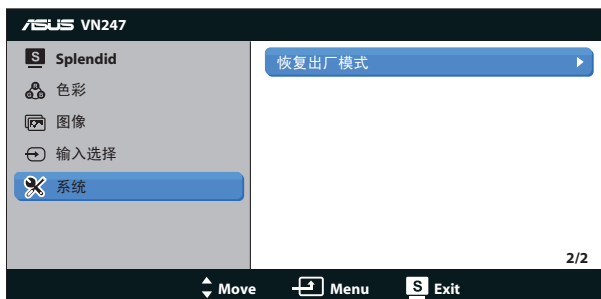 ASUS VN247
S Splendid
色彩
图像
输入选择
系统
恢复出厂模式
2/2
Move Menu S Exit